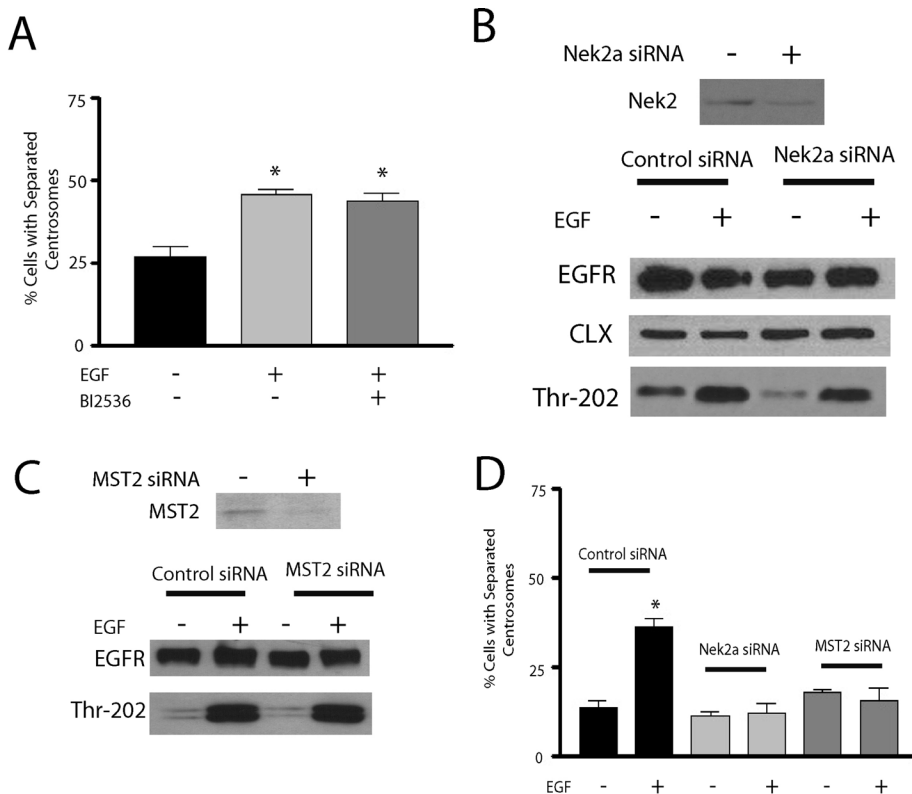 A
% Cells with Separated
Centrosomes
75
50
25
0
*
*
EGF - + +
BI2536 - - +
B
Nek2a siRNA - +
Nek2
Control siRNA Nek2a siRNA
EGF - + - +
EGFR
CLX
Thr-202
C
MST2 siRNA - +
MST2
Control siRNA MST2 siRNA
EGF - + - +
EGFR
Thr-202
D
% Cells with Separated
Centrosomes
75
50
25
0
Control siRNA
*
Nek2a siRNA
MST2 siRNA
EGF - + - + - +